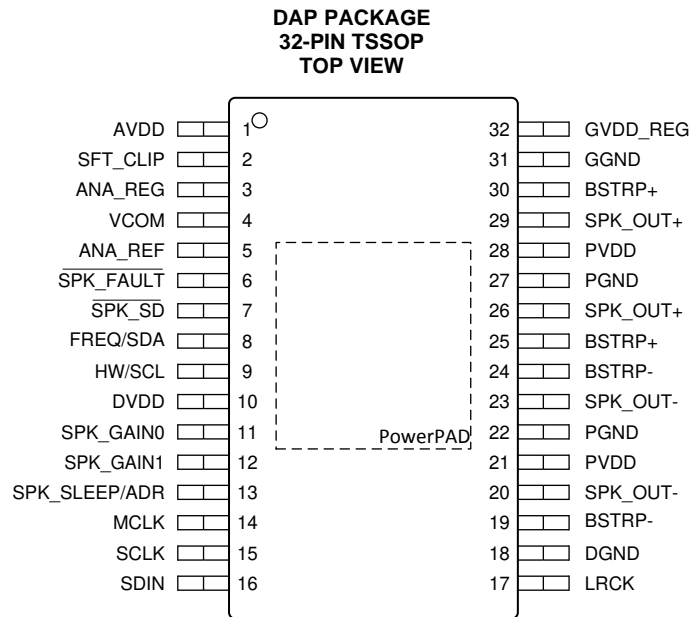 DAP PACKAGE
32-PIN TSSOP
TOP VIEW
AVDD 1 32 GVDD_REG
SFT_CLIP 2 31 GGND
ANA_REG 3 30 BSTRP+
VCOM 4 29 SPK_OUT+
ANA_REF 5 28 PVDD
SPK_FAULT 6 27 PGND
SPK_SD 7 26 SPK_OUT+
FREQ/SDA 8 25 BSTRP+
HW/SCL 9 24 BSTRP-
DVDD 10 23 SPK_OUT-
SPK_GAIN0 11 PowerPAD 22 PGND
SPK_GAIN1 12 21 PVDD
SPK_SLEEP/ADR 13 20 SPK_OUT-
MCLK 14 19 BSTRP-
SCLK 15 18 DGND
SDIN 16 17 LRCK